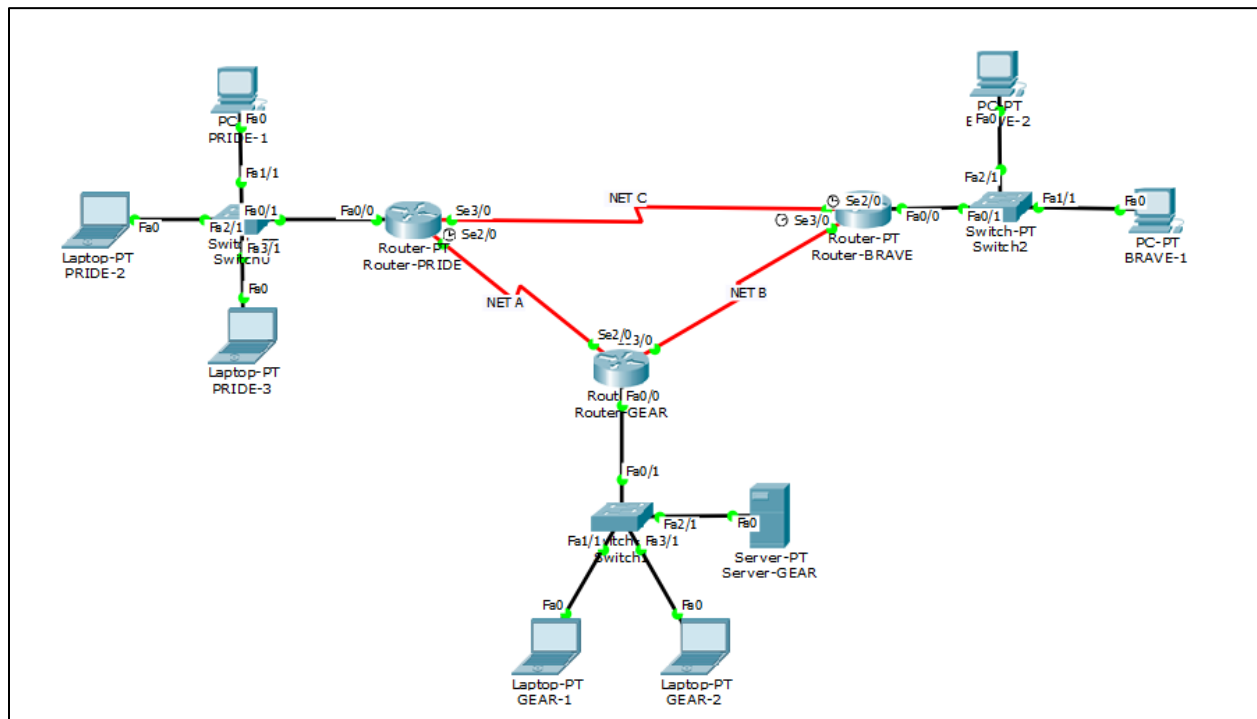 Fa0
PRIDE-1
Fa1/1
Fa0
Fa2/1
Fa0/1
Fa3/1
Laptop-PT
PRIDE-2
Fa0
Laptop-PT
PRIDE-3
Fa0/0
Se3/0
Se2/0
Router-PT
Router-PRIDE
NET C
NET A
NET B
Se2/0
Se3/0
Fa0/0
Router-PT
Router-BRAVE
Fa0
Fa2/1
Fa0/1
Fa1/1
Switch-PT
Switch2
Fa0
PC-PT
BRAVE-1
Se2/0
Fa0/0
Router-GEAR
Fa0/1
Fa1/1
Fa3/1
Fa2/1
Fa0
Server-PT
Server-GEAR
Fa0
Fa0
Laptop-PT
GEAR-1
Laptop-PT
GEAR-2